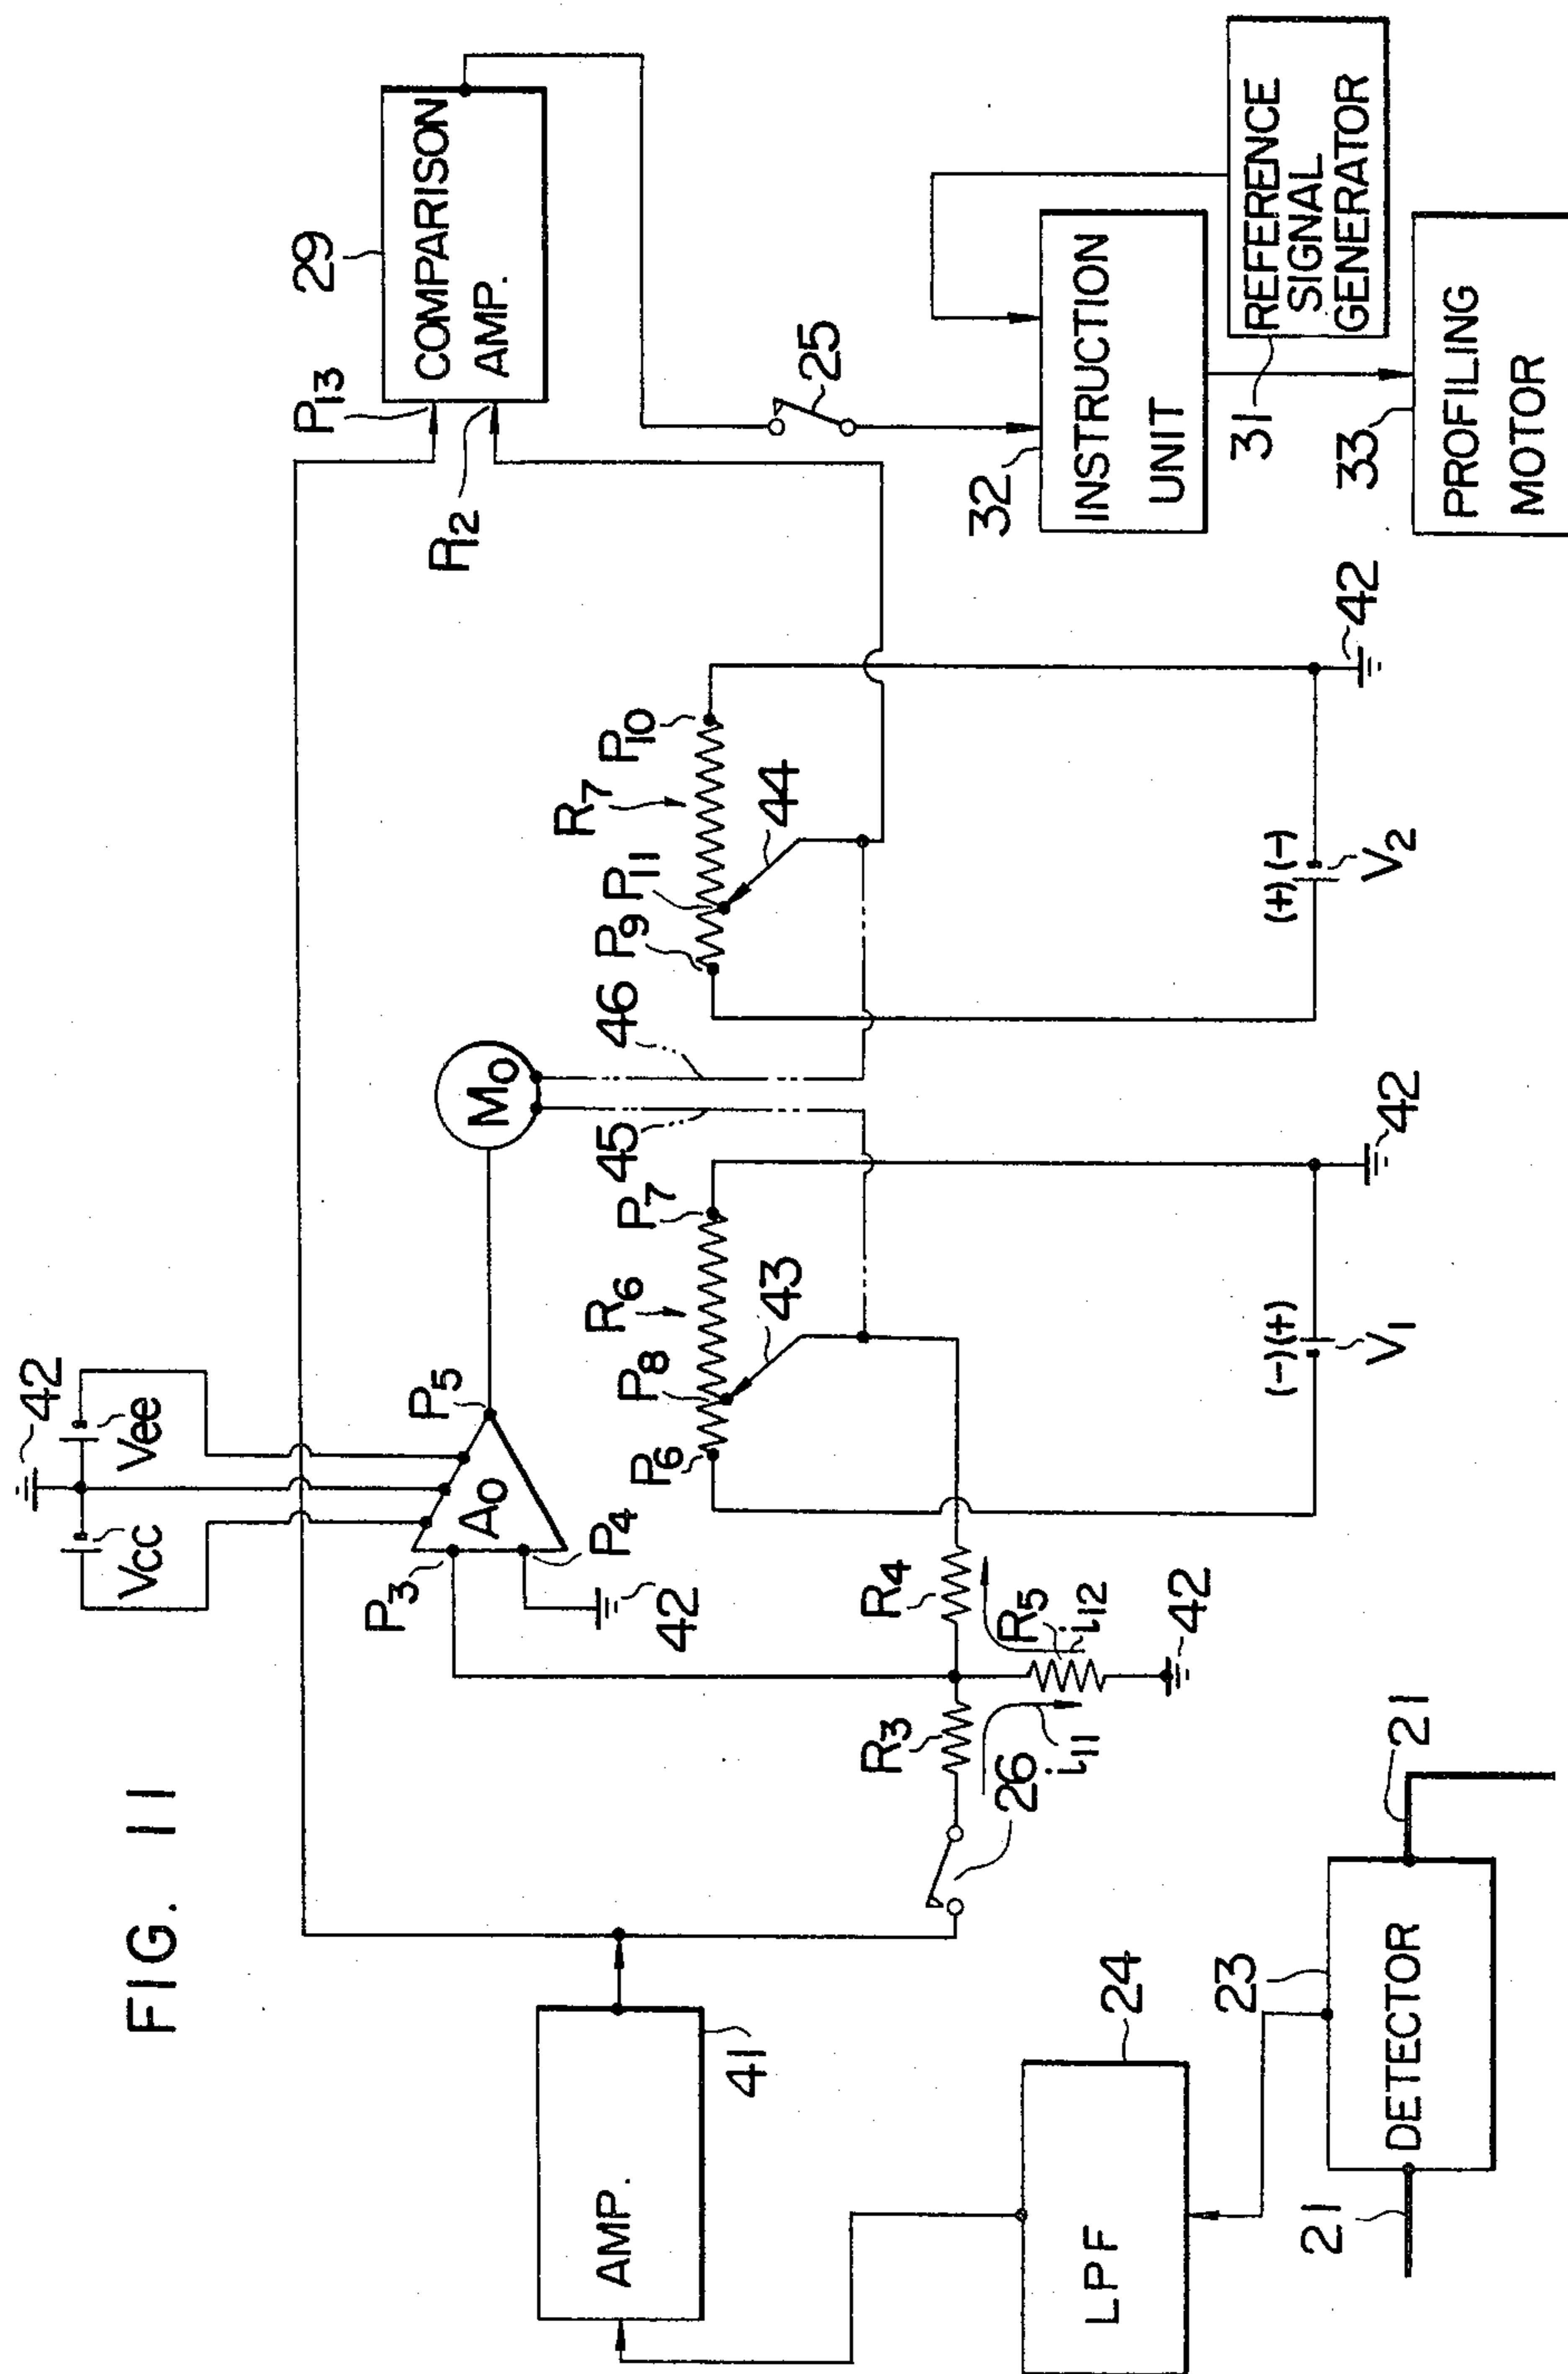 FIG. 11
42
Vcc
Vee
P3
A0
P4
42
P5
M0
45
46
P13
R12
29
COMPARISON
AMP.
AMP.
41
R3
R4
R5
i11
i12
26
42
P6
P8
R6
P7
43
(-)(+)
V1
42
P9
P11
R7
P10
44
(+)(-)
V2
42
25
32
INSTRUCTION
UNIT
31
REFERENCE
SIGNAL
GENERATOR
33
PROFILING
MOTOR
LPF
24
23
DETECTOR
21
21